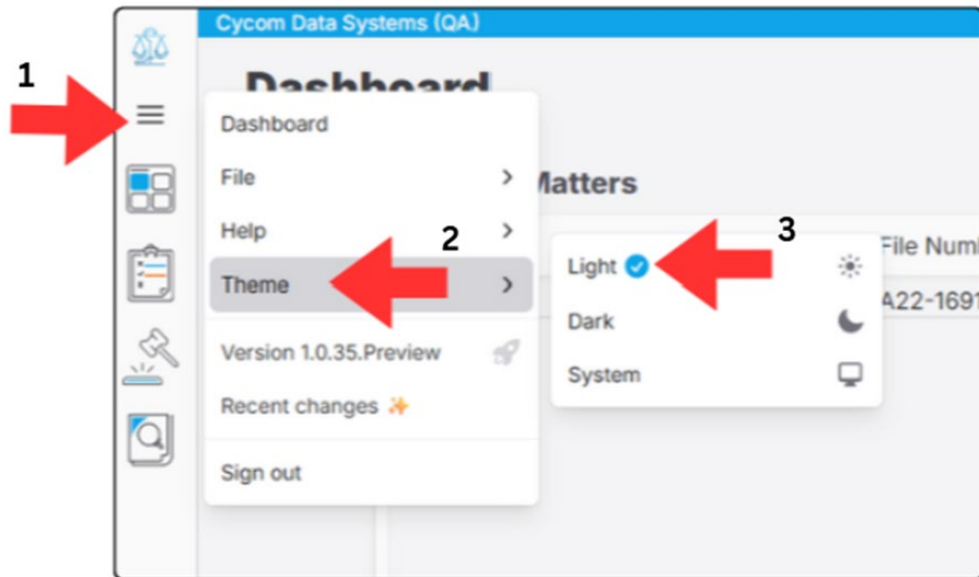 Cycom Data Systems (QA)
1
Dashboard
Dashboard
File
Matters
Help
2
3
File Num
Theme
Light
A22-1691
Dark
Version 1.0.35.Preview
System
Recent changes
Sign out